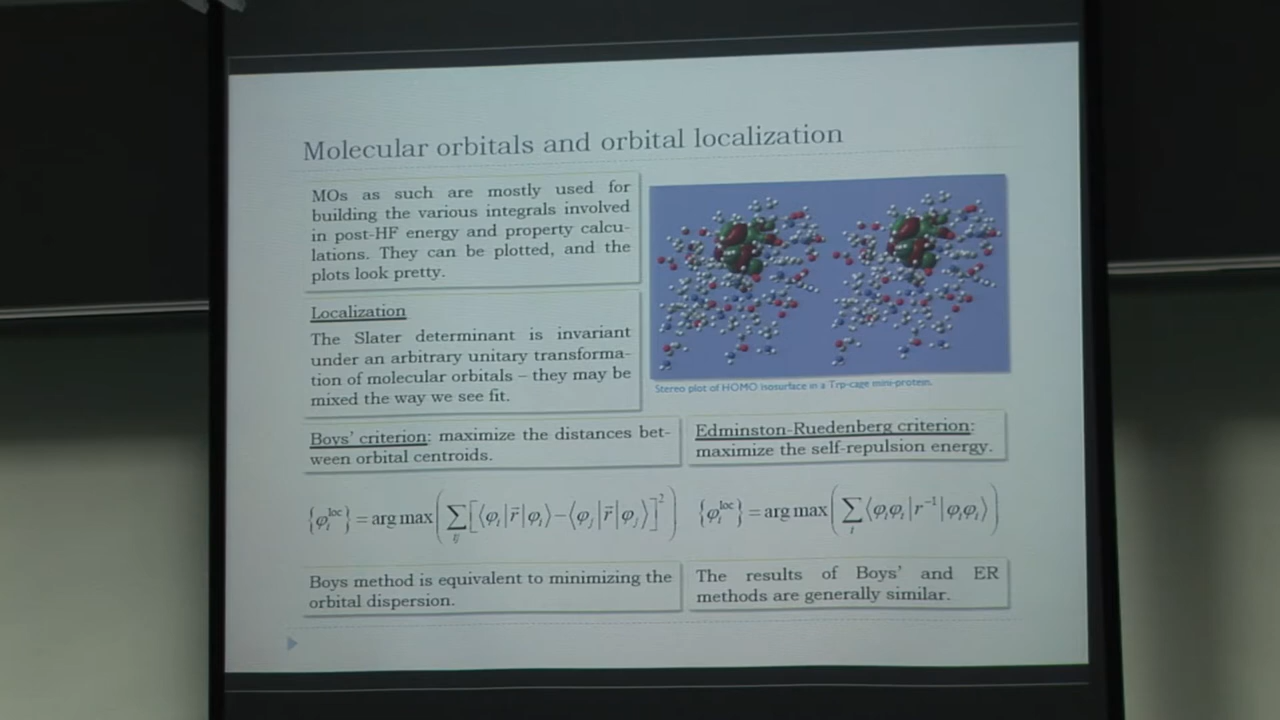 Molecular orbitals and orbital localization
MOs as such are mostly used for
building the various integrals involved
in post-HF energy and property calcu-
lations. They can be plotted, and the
plots look pretty.
Localization
The Slater determinant is invariant
under an arbitrary unitary transforma-
tion of molecular orbitals – they may be
mixed the way we see fit.
Stereo plot of HOMO isosurface in a Trp-cage mini-protein.
Boys' criterion: maximize the distances bet-
ween orbital centroids.
Edminston-Ruedenberg criterion:
maximize the self-repulsion energy.
{φ_i^loc} = arg max ( ∑_ij [⟨φ_i|r̄|φ_i⟩ − ⟨φ_j|r̄|φ_j⟩]^2 )
{φ_i^loc} = arg max ( ∑_i ⟨φ_iφ_i|r^-1|φ_iφ_i⟩ )
Boys method is equivalent to minimizing the
orbital dispersion.
The results of Boys' and ER
methods are generally similar.